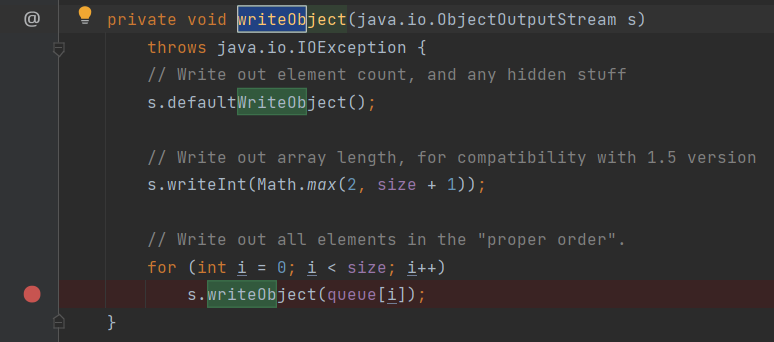 @ private void writeObject(java.io.ObjectOutputStream s)
throws java.io.IOException {
// Write out element count, and any hidden stuff
s.defaultWriteObject();
// Write out array length, for compatibility with 1.5 version
s.writeInt(Math.max(2, size + 1));
// Write out all elements in the "proper order".
for (int i = 0; i < size; i++)
s.writeObject(queue[i]);
}